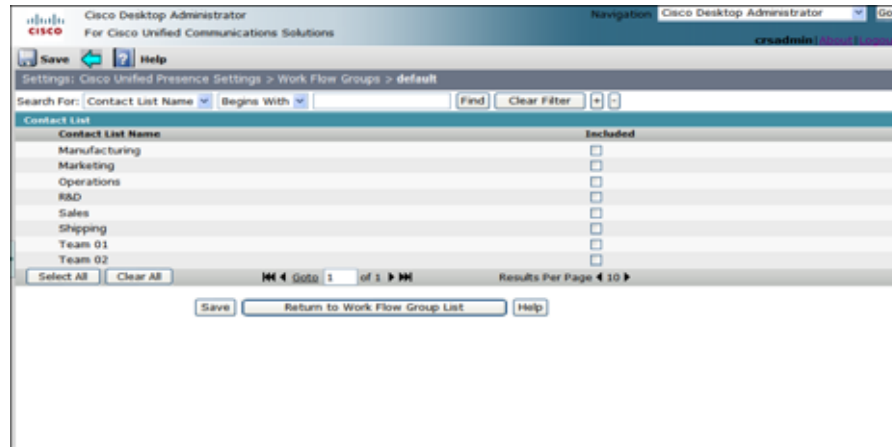 Cisco Desktop Administrator Navigation Cisco Desktop Administrator Go
CISCO For Cisco Unified Communications Solutions
crsadmin|About|Logou
Save ? Help
Settings: Cisco Unified Presence Settings > Work Flow Groups > default
Search For: Contact List Name Begins With Find Clear Filter + -
Contact List
Contact List Name Included
Manufacturing
Marketing
Operations
R&D
Sales
Shipping
Team 01
Team 02
Select All Clear All Goto 1 of 1 Results Per Page 10
Save Return to Work Flow Group List Help